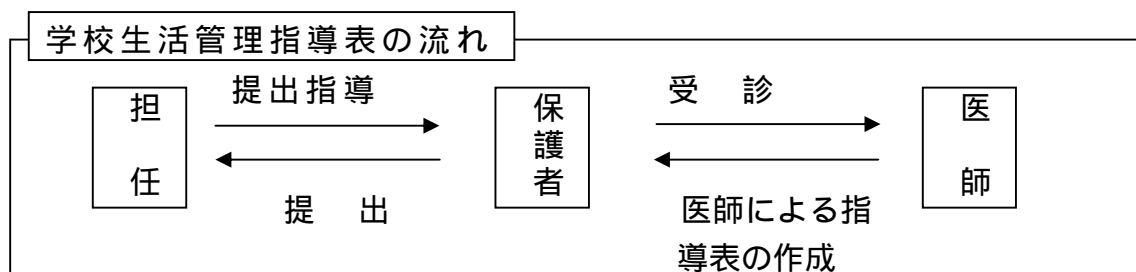 学校生活管理指導表の流れ
担任
提出指導
提出
保護者
受診
医師による指
導表の作成
医師